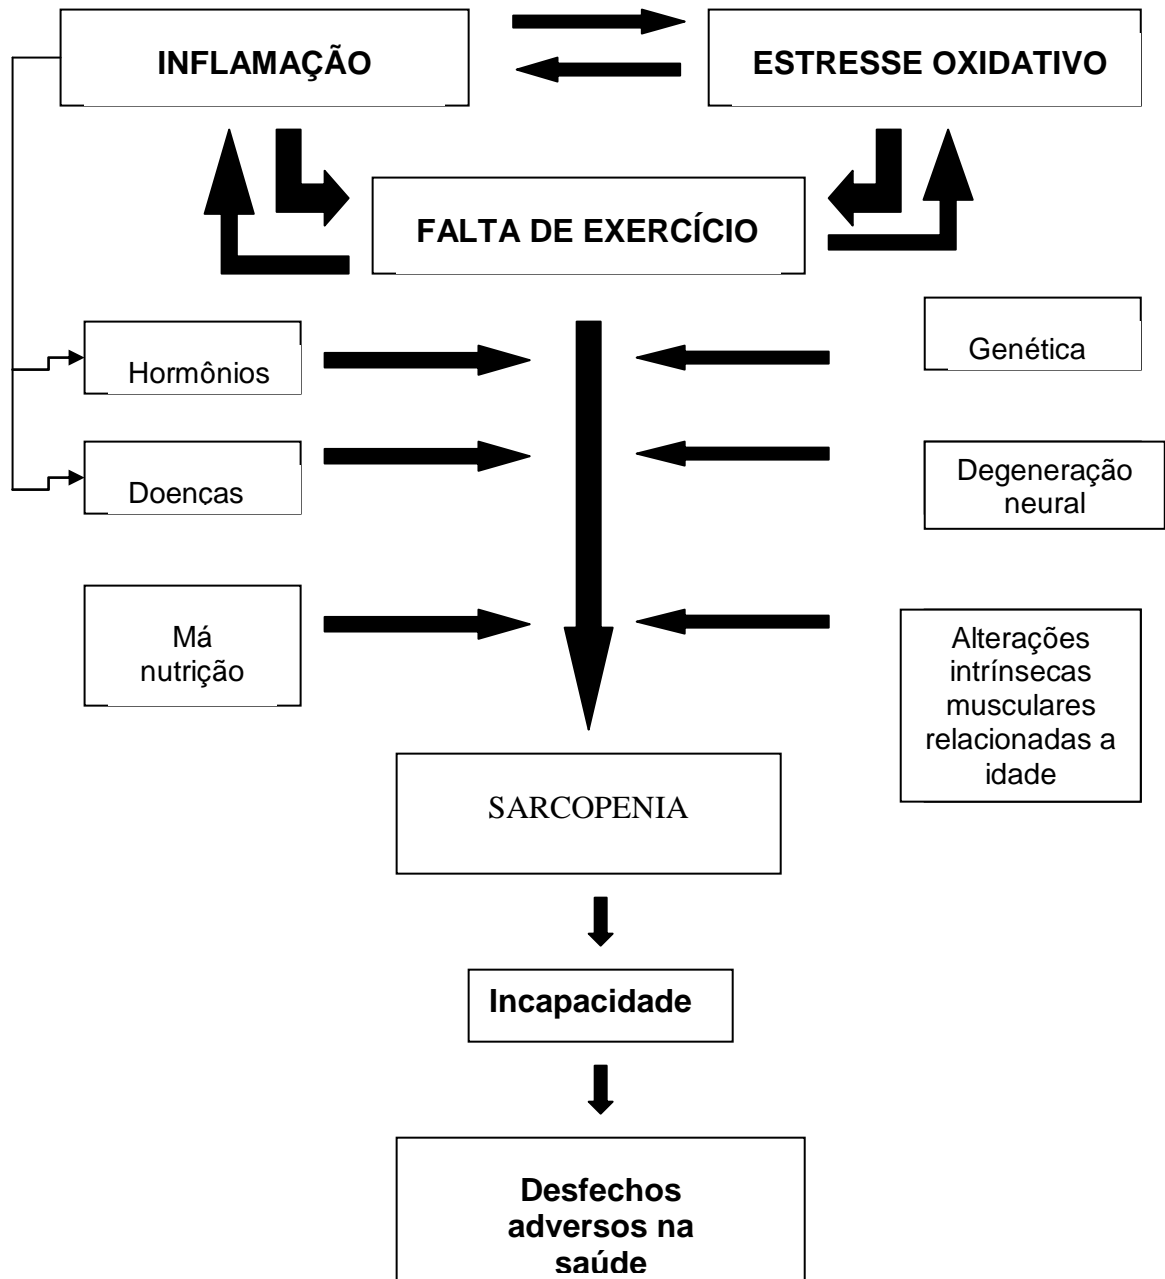 INFLAMAÇÃO
ESTRESSE OXIDATIVO
FALTA DE EXERCÍCIO
Hormônios
Genética
Doenças
Degeneração
neural
Má
nutrição
Alterações
intrínsecas
musculares
relacionadas a
idade
SARCOPENIA
Incapacidade
Desfechos
adversos na
saúde